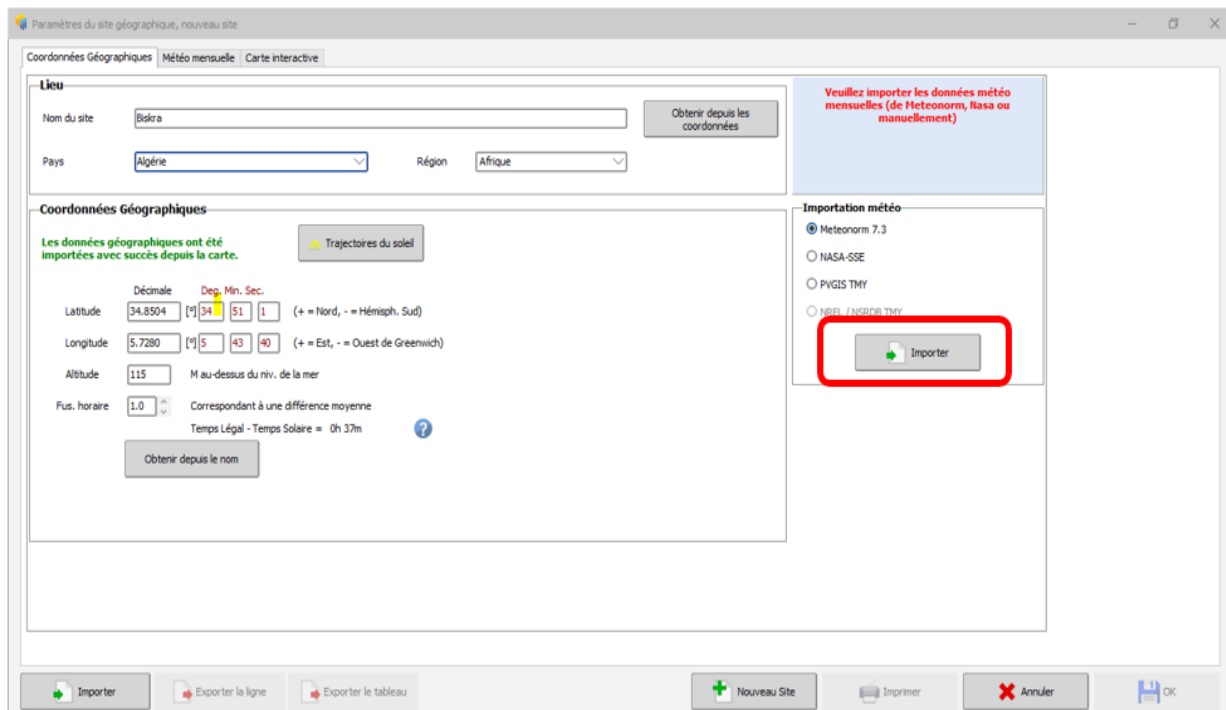 Paramètres du site géographique, nouveau site
Coordonnées Géographiques Météo mensuelle Carte interactive
Lieu
Nom du site Biskra
Obtenir depuis les
coordonnées
Pays Algérie Région Afrique
Veuillez importer les données météo
mensuelles (de Meteonorm, Nasa ou
manuellement)
Coordonnées Géographiques
Les données géographiques ont été
importées avec succès depuis la carte.
Trajectoires du soleil
Décimale Deg. Min. Sec.
Latitude 34.8504 [°] 34 51 1 (+ = Nord, - = Hémisph. Sud)
Longitude 5.7280 [°] 5 43 40 (+ = Est, - = Ouest de Greenwich)
Altitude 115 M au-dessus du niv. de la mer
Fus. horaire 1.0 Correspondant à une différence moyenne
Temps Légal - Temps Solaire = 0h 37m ?
Obtenir depuis le nom
Importation météo
Meteonorm 7.3
NASA-SSE
PVGIS TMY
NREL / NSRDB TMY
Importer
Importer Exporter la ligne Exporter le tableau Nouveau Site Imprimer Annuler OK